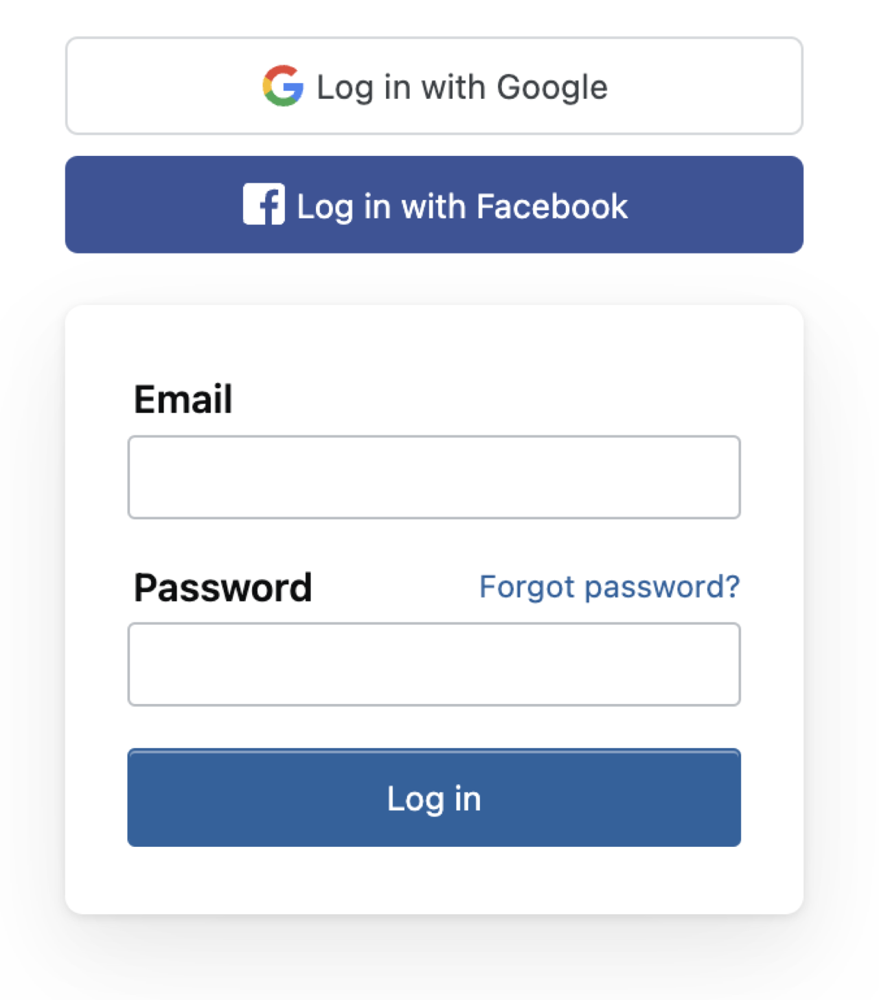 Log in with Google
Log in with Facebook
Email
Password Forgot password?
Log in